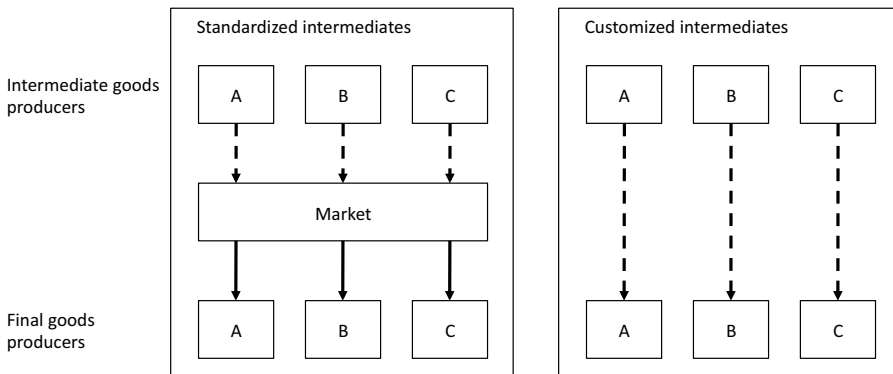 Standardized intermediates
Customized intermediates
Intermediate goods
producers
A
B
C
A
B
C
Market
Final goods
producers
A
B
C
A
B
C